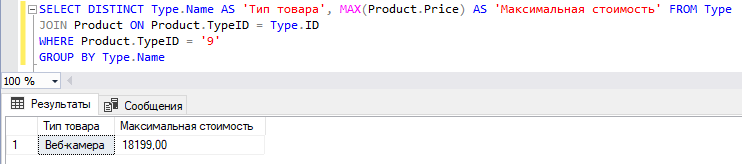 SELECT DISTINCT Type.Name AS 'Тип товара', MAX(Product.Price) AS 'Максимальная стоимость' FROM Type
JOIN Product ON Product.TypeID = Type.ID
WHERE Product.TypeID = '9'
GROUP BY Type.Name
100 %
Результаты Сообщения
Тип товара Максимальная стоимость
1 Веб-камера 18199,00